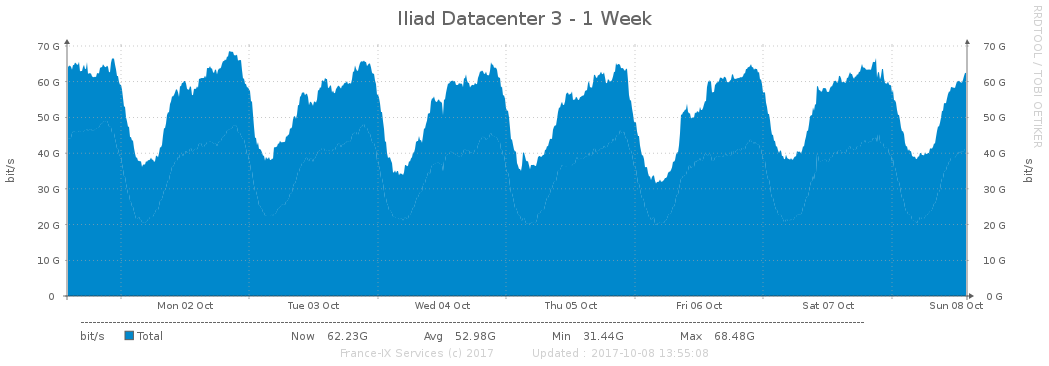 Iliad Datacenter 3 - 1 Week
RRDTOOL / TOBI OETIKER
bit/s
70 G 70 G
60 G 60 G
50 G 50 G
40 G 40 G
30 G 30 G
20 G 20 G
10 G 10 G
0 0 G
bit/s
Mon 02 Oct Tue 03 Oct Wed 04 Oct Thu 05 Oct Fri 06 Oct Sat 07 Oct Sun 08 Oct
bit/s Total Now 62.23G Avg 52.98G Min 31.44G Max 68.48G
France-IX Services (c) 2017 Updated : 2017-10-08 13:55:08